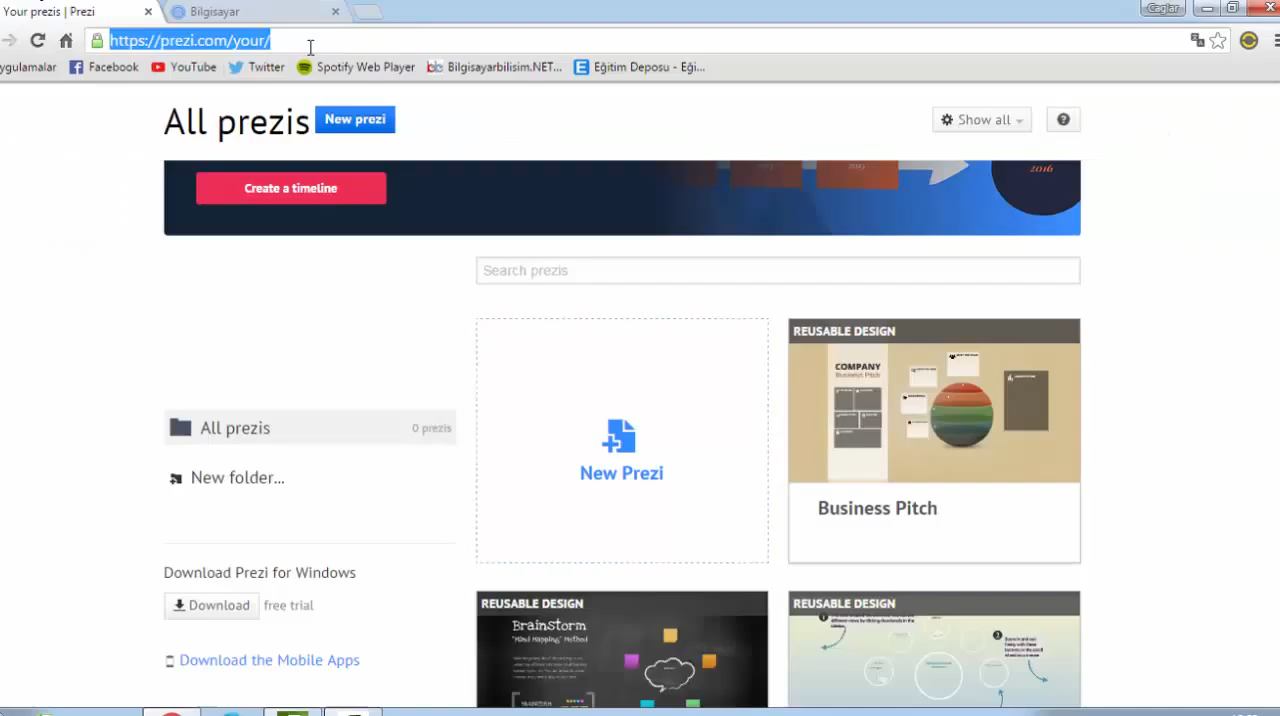 Your prezis | Prezi
Bilgisayar
Çağlar
https://prezi.com/your/
ygulamalar
Facebook
YouTube
Twitter
Spotify Web Player
Bilgisayarbilisim.NET...
Eğitim Deposu - Eği...
All prezis
New prezi
Show all
?
Create a timeline
2015
2016
Search prezis
All prezis
0 prezis
New folder...
Download Prezi for Windows
Download
free trial
Download the Mobile Apps
New Prezi
REUSABLE DESIGN
COMPANY
Business Pitch
Business Pitch
REUSABLE DESIGN
Brainstorm
"Mind Mapping" Method
BRAINSTORM
REUSABLE DESIGN